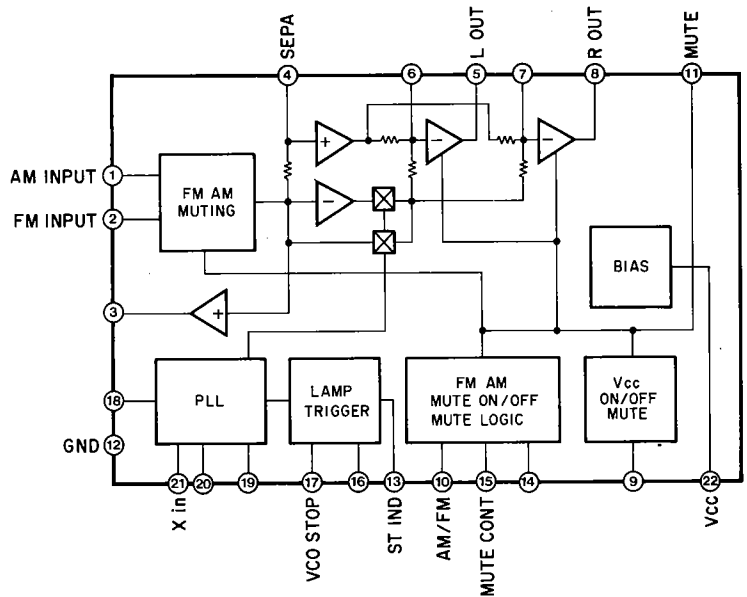 SEPA
L OUT
R OUT
MUTE
4
6
5
7
8
11
+
−
−
AM INPUT
1
FM AM
MUTING
FM INPUT
2
−
BIAS
3
+
PLL
LAMP
TRIGGER
FM AM
MUTE ON/OFF
MUTE LOGIC
Vcc
ON/OFF
MUTE
18
GND
12
21
20
19
17
16
13
10
15
14
9
22
X in
VCO STOP
ST IND
AM/FM
MUTE CONT
VCC